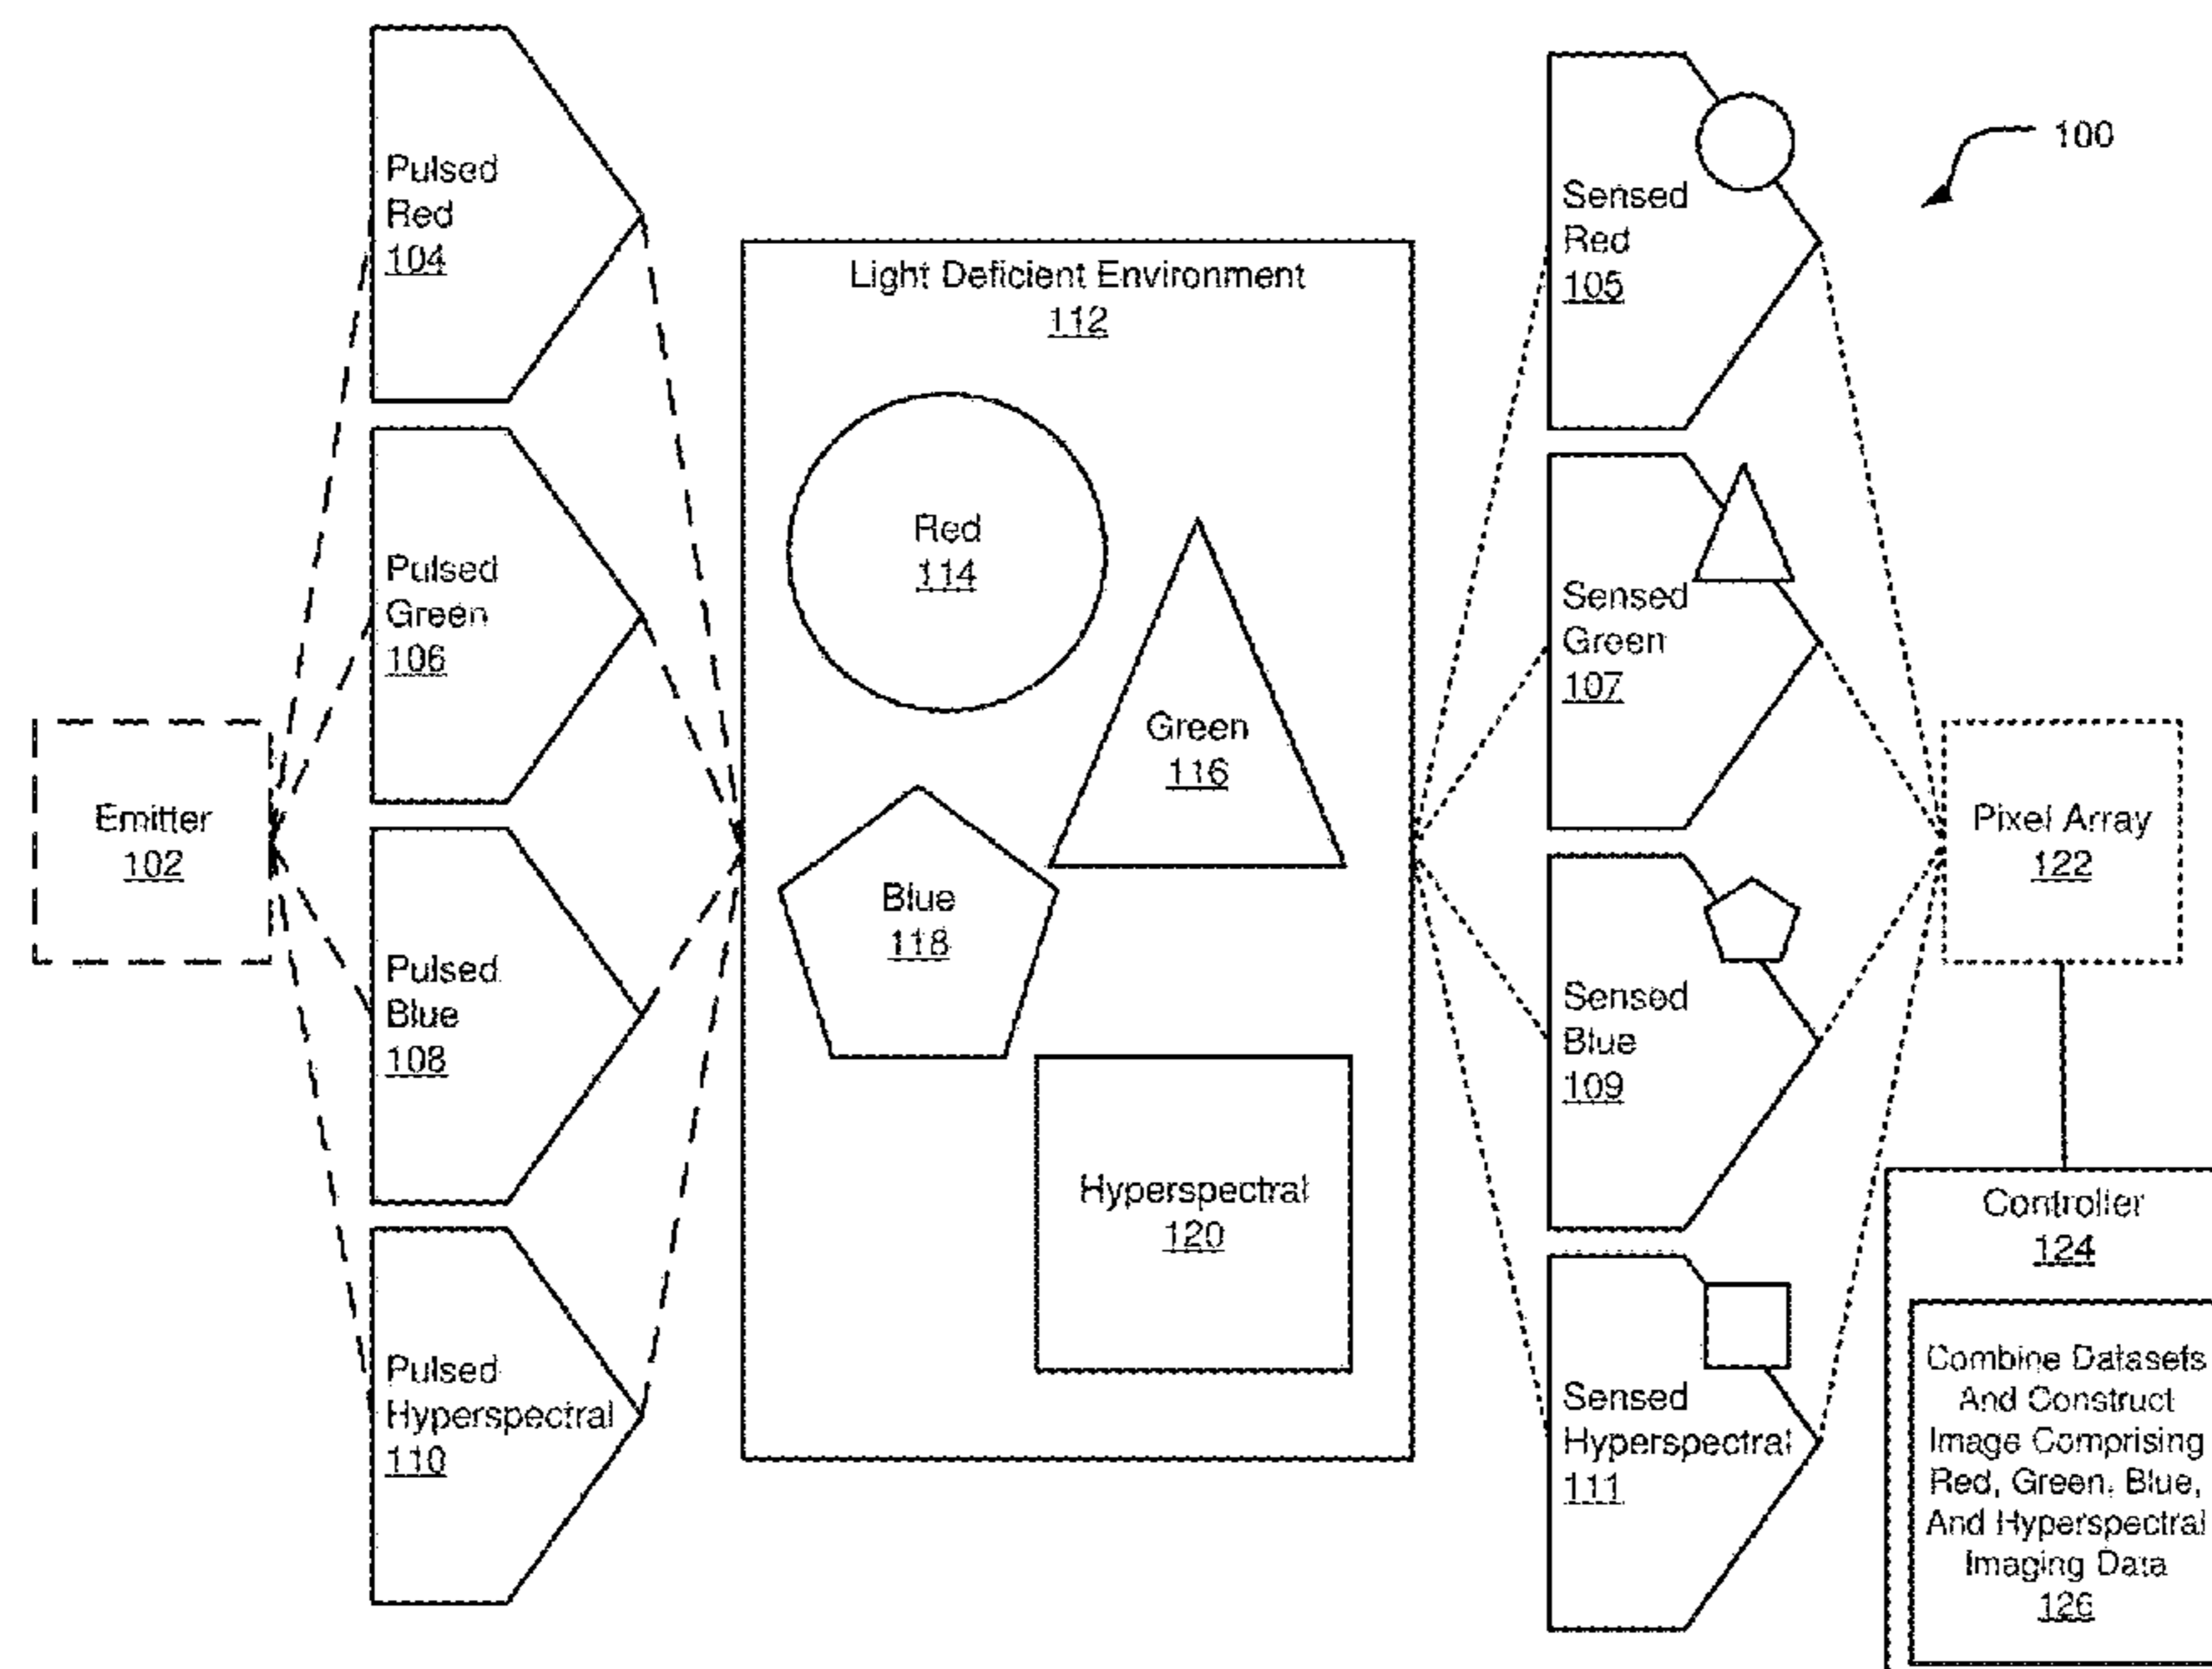 Pulsed
Red
104
Pulsed
Green
106
Emitter
102
Pulsed
Blue
108
Pulsed
Hyperspectral
110
Light Deficient Environment
112
Red
114
Green
116
Blue
118
Hyperspectral
120
Sensed
Red
105
100
Sensed
Green
107
Sensed
Blue
109
Sensed
Hyperspectral
111
Pixel Array
122
Controller
124
Combine Datasets
And Construct
Image Comprising
Red, Green, Blue,
And Hyperspectral
Imaging Data
126